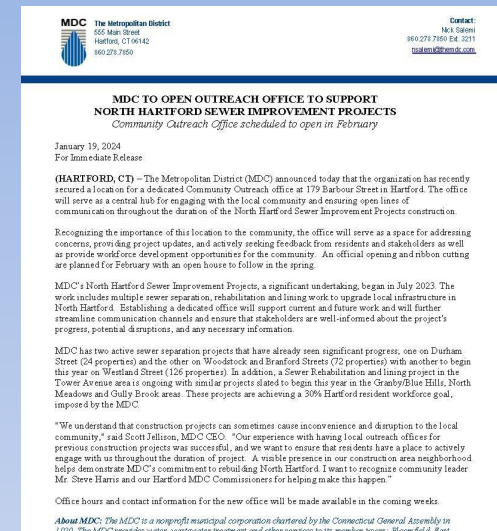 MDC The Metropolitan District
555 Main Street
Hartford, CT 06142
860.278.7850
Contact:
Nick Salemi
860.278.7850 Ext. 3211
nsalemi@themdc.com
MDC TO OPEN OUTREACH OFFICE TO SUPPORT
NORTH HARTFORD SEWER IMPROVEMENT PROJECTS
Community Outreach Office scheduled to open in February
January 19, 2024
For Immediate Release
(HARTFORD, CT) – The Metropolitan District (MDC) announced today that the organization has recently
secured a location for a dedicated Community Outreach office at 179 Barbour Street in Hartford. The office
will serve as a central hub for engaging with the local community and ensuring open lines of
communication throughout the duration of the North Hartford Sewer Improvement Projects construction.
Recognizing the importance of this location to the community, the office will serve as a space for addressing
concerns, providing project updates, and actively seeking feedback from residents and stakeholders as well
as provide workforce development opportunities for the community. An official opening and ribbon cutting
are planned for February with an open house to follow in the spring.
MDC's North Hartford Sewer Improvement Projects, a significant undertaking, began in July 2023. The
work includes multiple sewer separation, rehabilitation and lining work to upgrade local infrastructure in
North Hartford. Establishing a dedicated office will support current and future work and will further
streamline communication channels and ensure that stakeholders are well-informed about the project's
progress, potential disruptions, and any necessary information.
MDC has two active sewer separation projects that have already seen significant progress; one on Durham
Street (24 properties) and the other on Woodstock and Branford Streets (72 properties) with another to begin
this year on Westland Street (126 properties). In addition, a Sewer Rehabilitation and lining project in the
Tower Avenue area is ongoing with similar projects slated to begin this year in the Granby/Blue Hills, North
Meadows and Gully Brook areas. These projects are achieving a 30% Hartford resident workforce goal,
imposed by the MDC.
"We understand that construction projects can sometimes cause inconvenience and disruption to the local
community," said Scott Jellison, MDC CEO. "Our experience with having local outreach offices for
previous construction projects was successful, and we want to ensure that residents have a place to actively
engage with us throughout the duration of project. A visible presence in our construction area neighborhood
helps demonstrate MDC's commitment to rebuilding North Hartford. I want to recognize community leader
Mr. Steve Harris and our Hartford MDC Commissioners for helping make this happen."
Office hours and contact information for the new office will be made available in the coming weeks.
About MDC: The MDC is a nonprofit municipal corporation chartered by the Connecticut General Assembly in